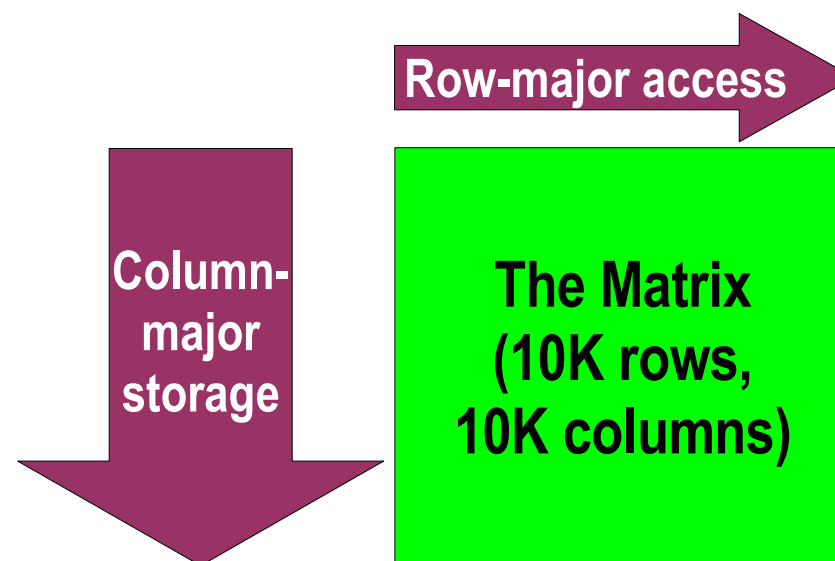 Row-major access
Column-
major
storage
The Matrix
(10K rows,
10K columns)